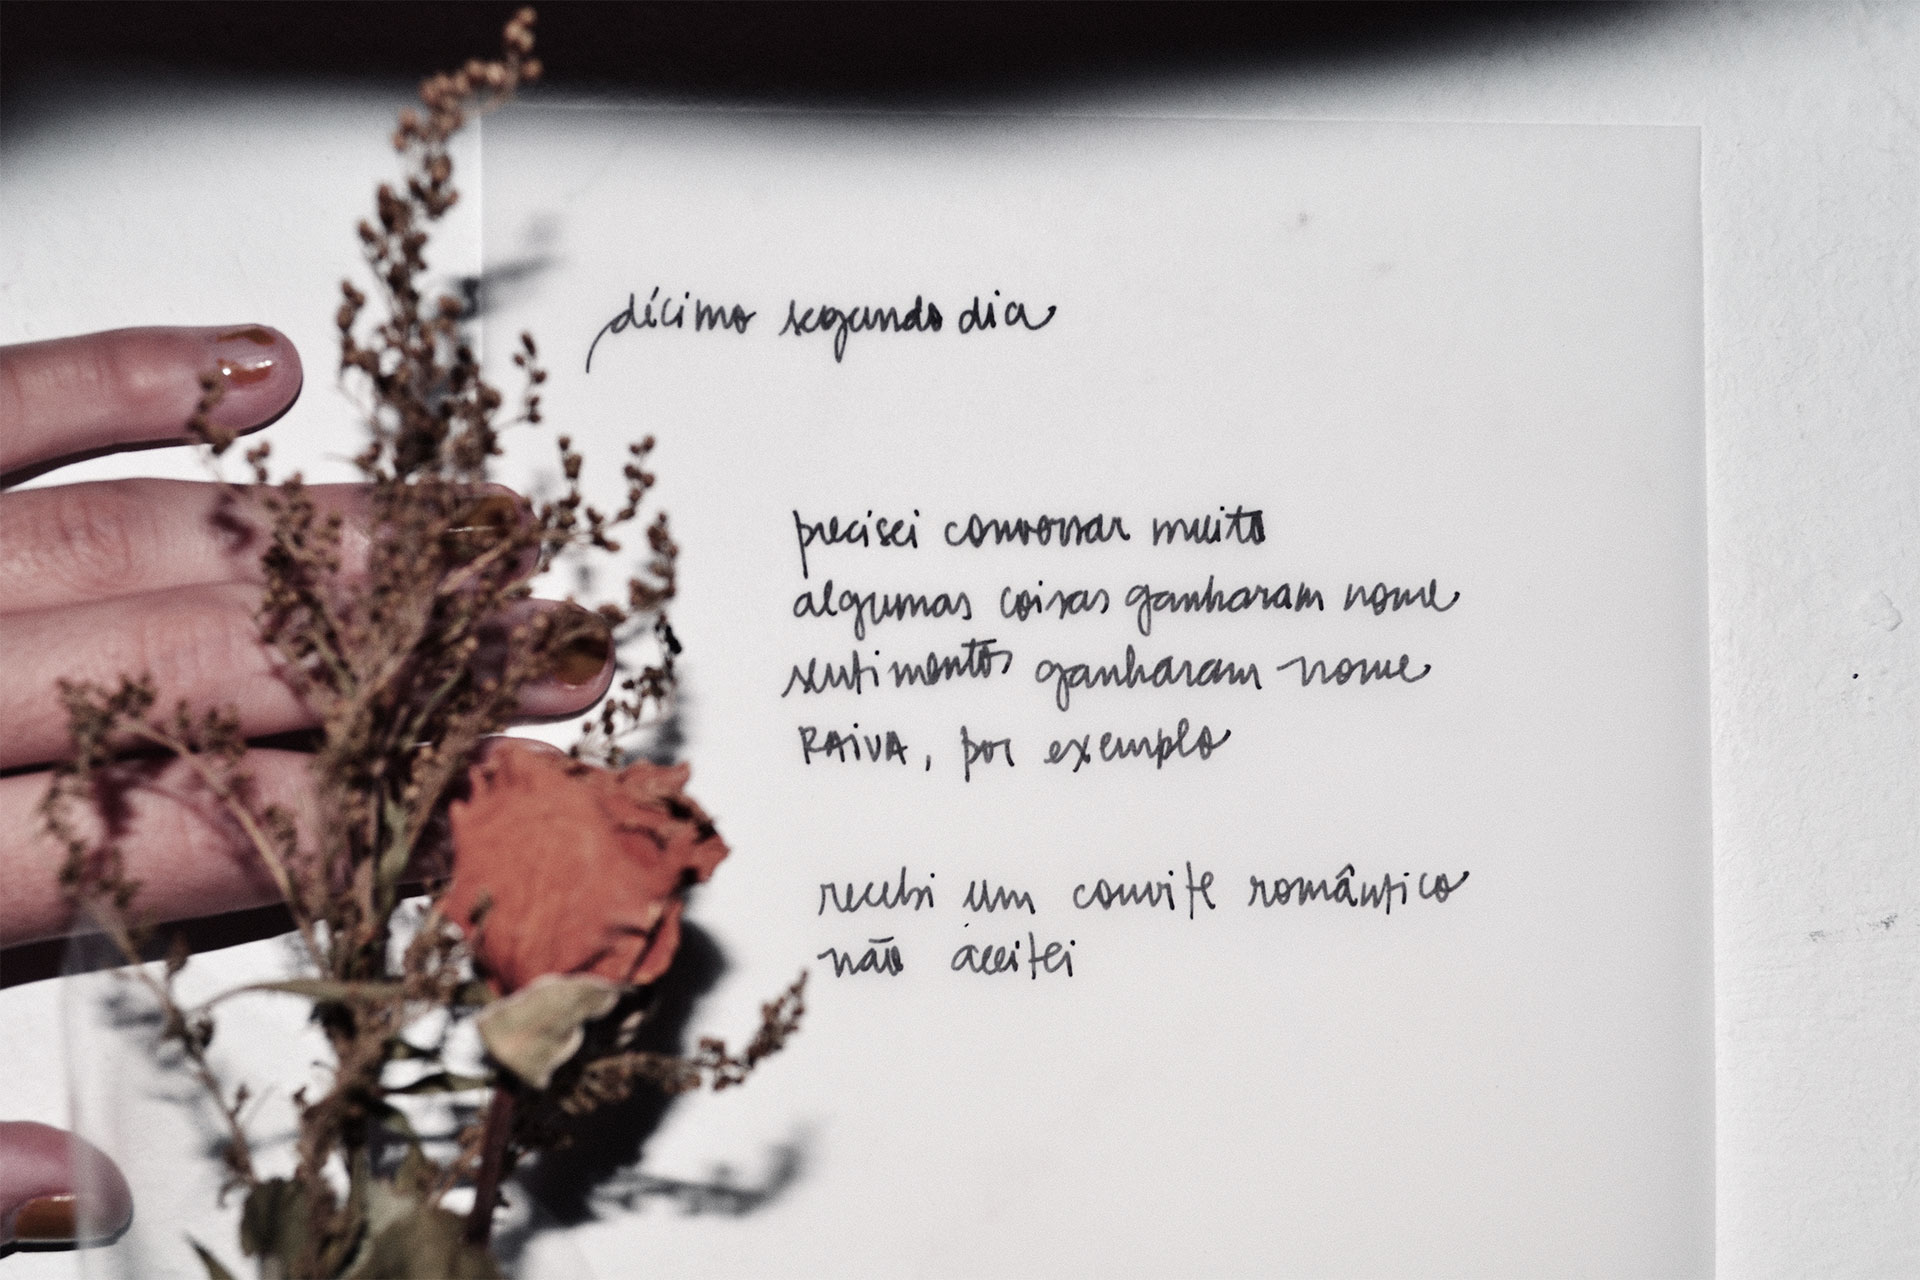 décimo segundo dia
precisei conversar muito
algumas coisas ganharam nome
sentimentos ganharam nome
RAiVA, por exemplo
recebi um convite romântico
não aceitei